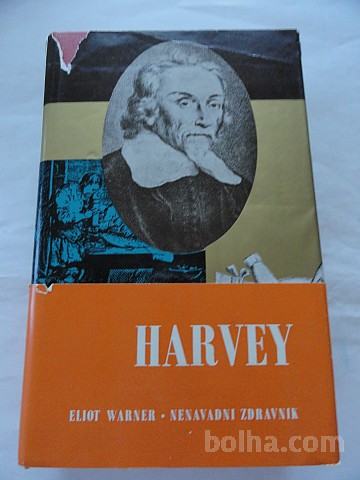 HARVEY
ELIOT WARNER • NENAVADNI ZDRAVNIK
bolha.com